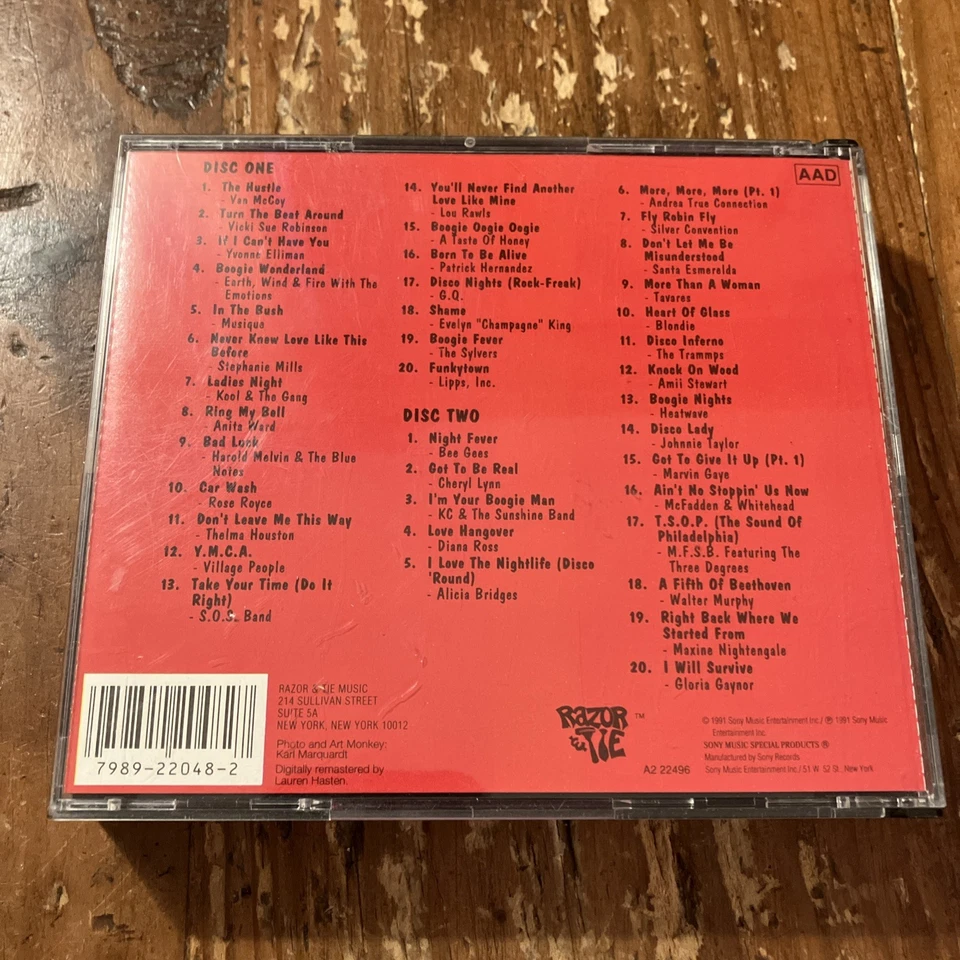 DISC ONE
1. The Hustle
- Van McCoy
2. Turn The Beat Around
- Vicki Sue Robinson
3. If I Can't Have You
- Yvonne Elliman
4. Boogie Wonderland
- Earth, Wind & Fire With The
Emotions
5. In The Bush
- Musique
6. Never Knew Love Like This
Before
- Stephanie Mills
7. Ladies Night
- Kool & The Gang
8. Ring My Bell
- Anita Ward
9. Bad Luck
- Harold Melvin & The Blue
Notes
10. Car Wash
- Rose Royce
11. Don't Leave Me This Way
- Thelma Houston
12. Y.M.C.A.
- Village People
13. Take Your Time (Do It
Right)
- S.O.S. Band
14. You'll Never Find Another
Love Like Mine
- Lou Rawls
15. Boogie Oogie Oogie
- A Taste Of Honey
16. Born To Be Alive
- Patrick Hernandez
17. Disco Nights (Rock-Freak)
- G.Q.
18. Shame
- Evelyn "Champagne" King
19. Boogie Fever
- The Sylvers
20. Funkytown
- Lipps, Inc.
DISC TWO
1. Night Fever
- Bee Gees
2. Got To Be Real
- Cheryl Lynn
3. I'm Your Boogie Man
- KC & The Sunshine Band
4. Love Hangover
- Diana Ross
5. I Love The Nightlife (Disco
'Round)
- Alicia Bridges
AAD
6. More, More, More (Pt. 1)
- Andrea True Connection
7. Fly Robin Fly
- Silver Convention
8. Don't Let Me Be
Misunderstood
- Santa Esmerelda
9. More Than A Woman
- Tavares
10. Heart Of Glass
- Blondie
11. Disco Inferno
- The Trammps
12. Knock On Wood
- Amii Stewart
13. Boogie Nights
- Heatwave
14. Disco Lady
- Johnnie Taylor
15. Got To Give It Up (Pt. 1)
- Marvin Gaye
16. Ain't No Stoppin' Us Now
- McFadden & Whitehead
17. T.S.O.P. (The Sound Of
Philadelphia)
- M.F.S.B. Featuring The
Three Degrees
18. A Fifth Of Beethoven
- Walter Murphy
19. Right Back Where We
Started From
- Maxine Nightengale
20. I Will Survive
- Gloria Gaynor
7989-22048-2
RAZOR & TIE MUSIC
214 SULLIVAN STREET
SUITE 5A
NEW YORK, NEW YORK 10012
Photo and Art Monkey:
Karl Marquardt
Digitally remastered by
Lauren Hasten.
RAZOR
& TIE ™
A2 22496
© 1991 Sony Music Entertainment Inc./ ℗ 1991 Sony Music
Entertainment Inc.
SONY MUSIC SPECIAL PRODUCTS ®
Manufactured by Sony Records
Sony Music Entertainment Inc./ 51 W. 52 St., New York